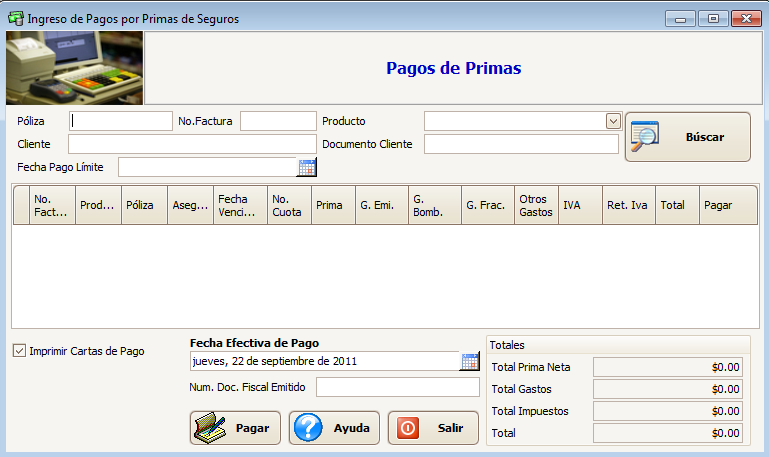 Ingreso de Pagos por Primas de Seguros
Pagos de Primas
Póliza No.Factura Producto
Cliente Documento Cliente
Búscar
Fecha Pago Límite
No. Fact... Prod... Póliza Aseg... Fecha Venci... No. Cuota Prima G. Emi. G. Bomb. G. Frac. Otros Gastos IVA Ret. Iva Total Pagar
Imprimir Cartas de Pago
Fecha Efectiva de Pago
jueves, 22 de septiembre de 2011
Num. Doc. Fiscal Emitido
Pagar Ayuda Salir
Totales
Total Prima Neta $0.00
Total Gastos $0.00
Total Impuestos $0.00
Total $0.00